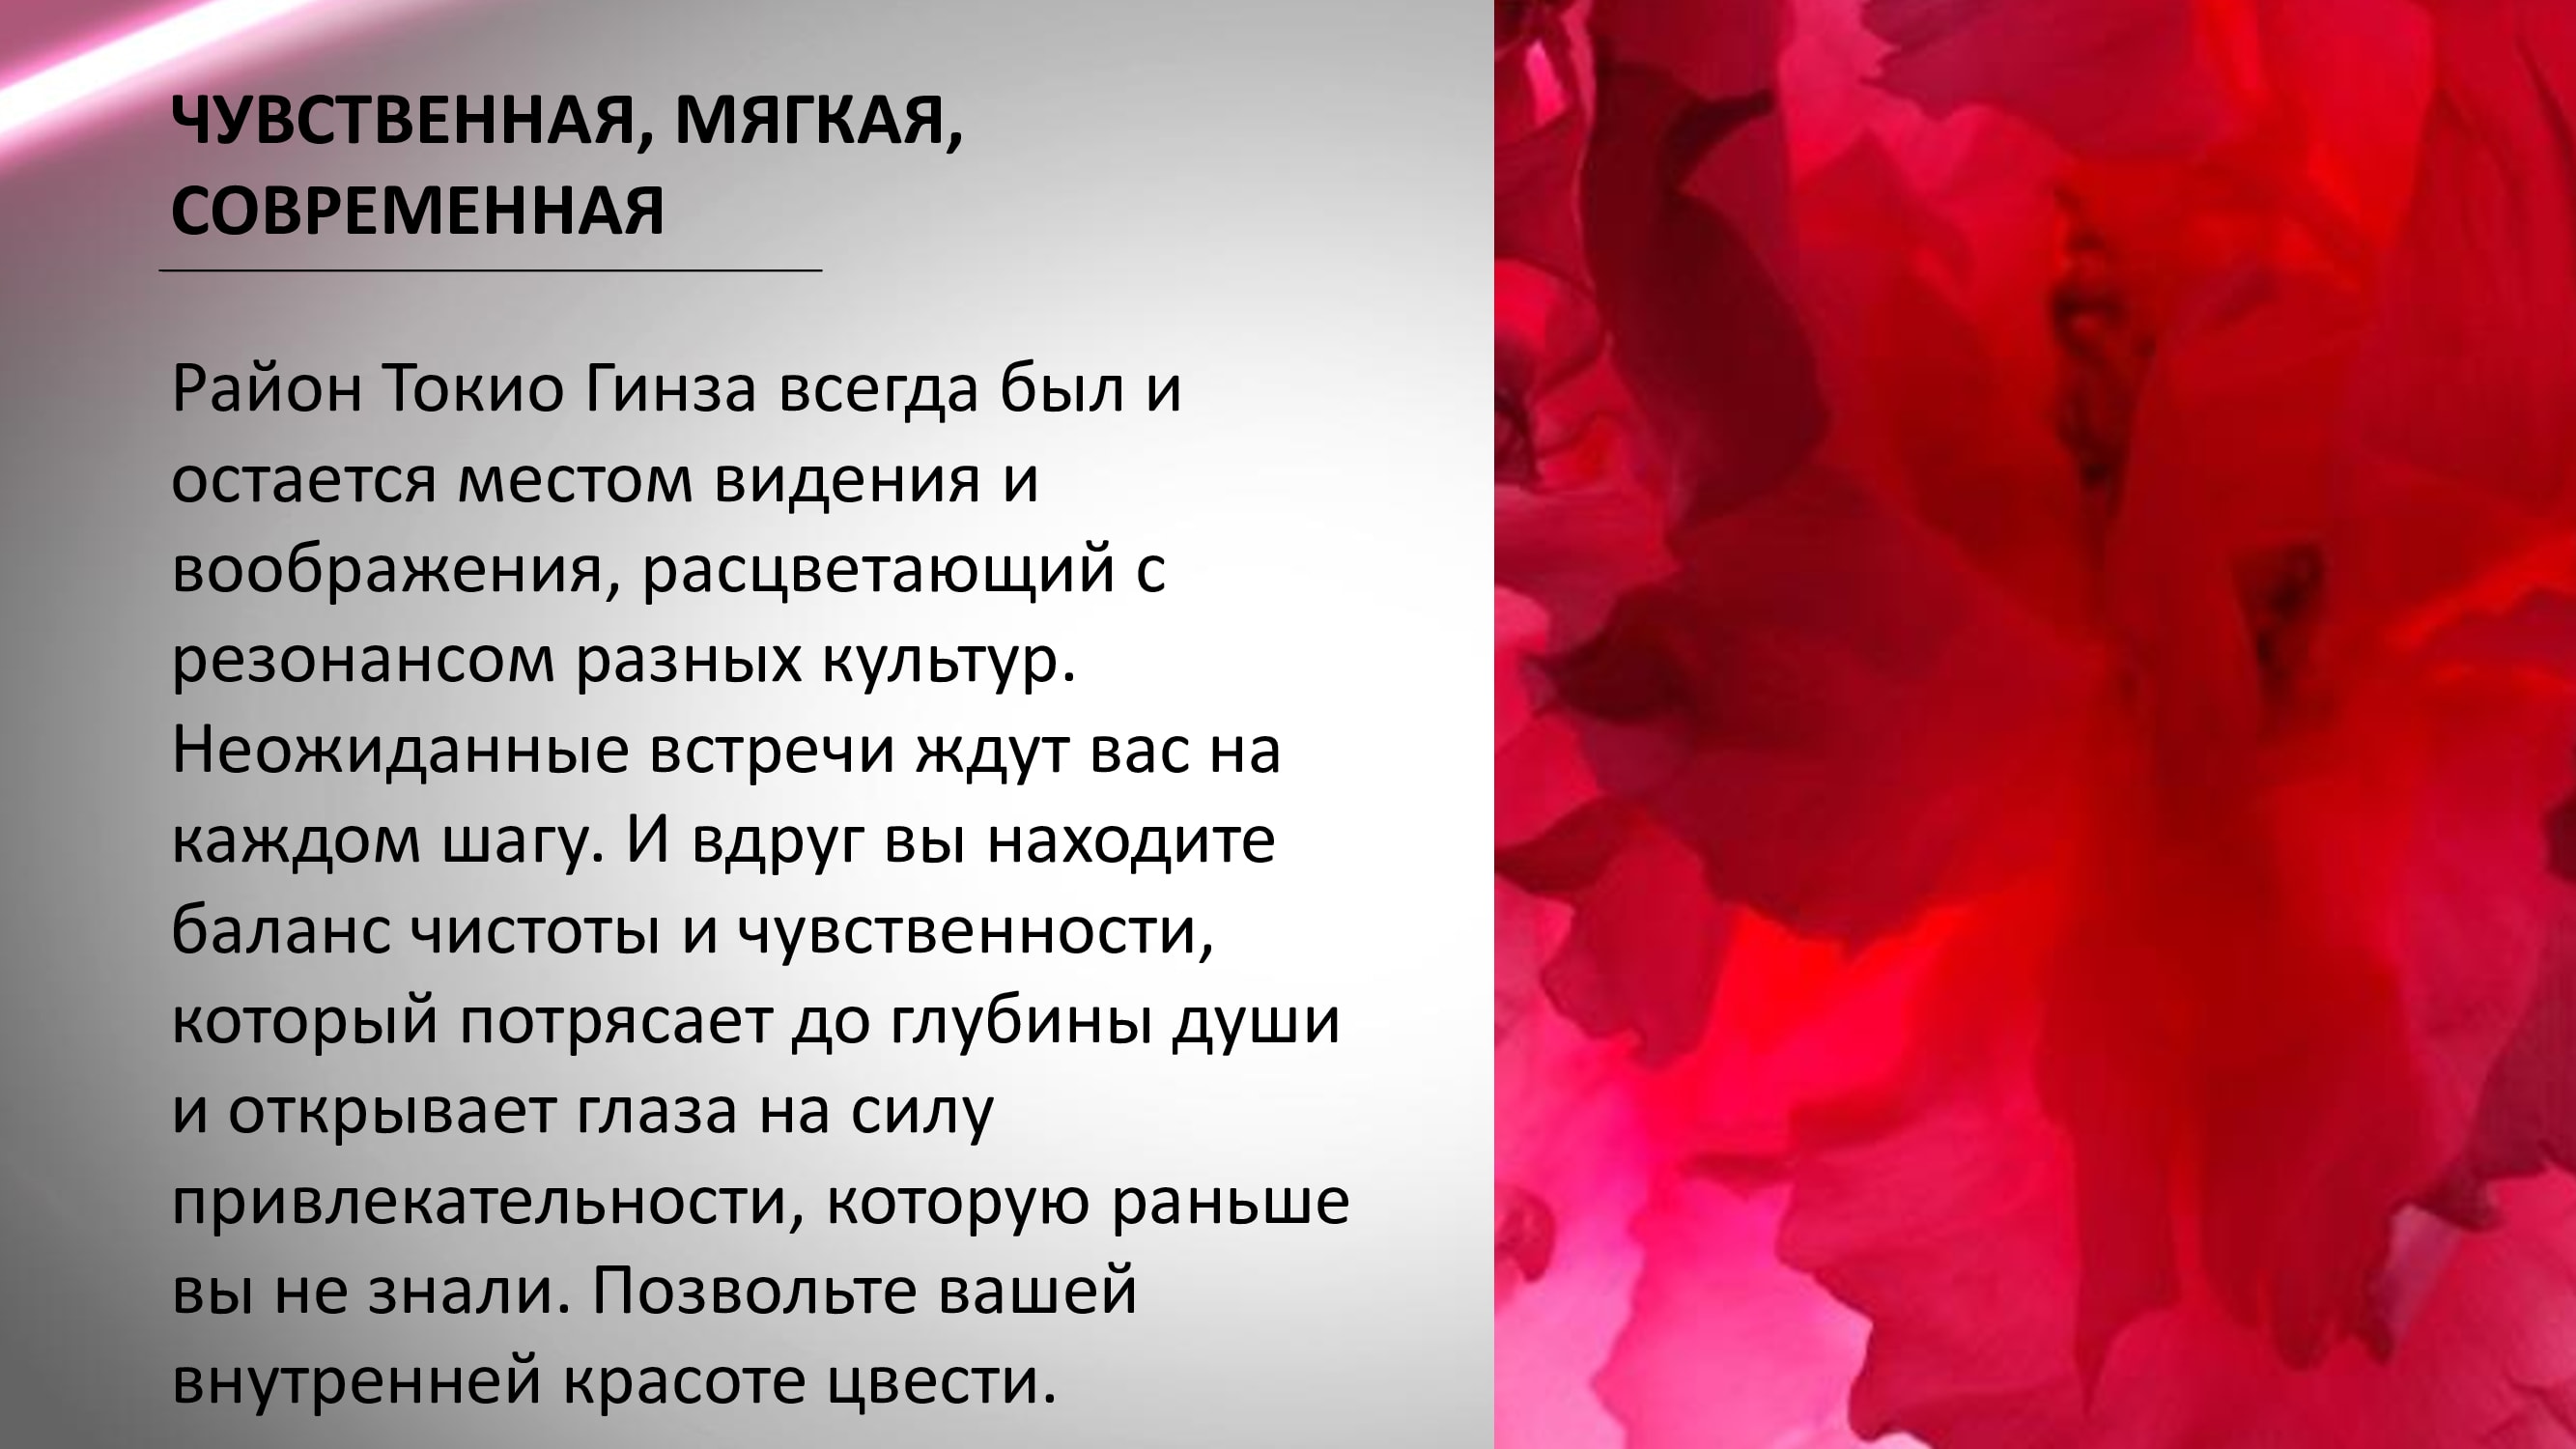 ЧУВСТВЕННАЯ, МЯГКАЯ,
СОВРЕМЕННАЯ
Район Токио Гинза всегда был и
остается местом видения и
воображения, расцветающий с
резонансом разных культур.
Неожиданные встречи ждут вас на
каждом шагу. И вдруг вы находите
баланс чистоты и чувственности,
который потрясает до глубины души
и открывает глаза на силу
привлекательности, которую раньше
вы не знали. Позвольте вашей
внутренней красоте цвести.